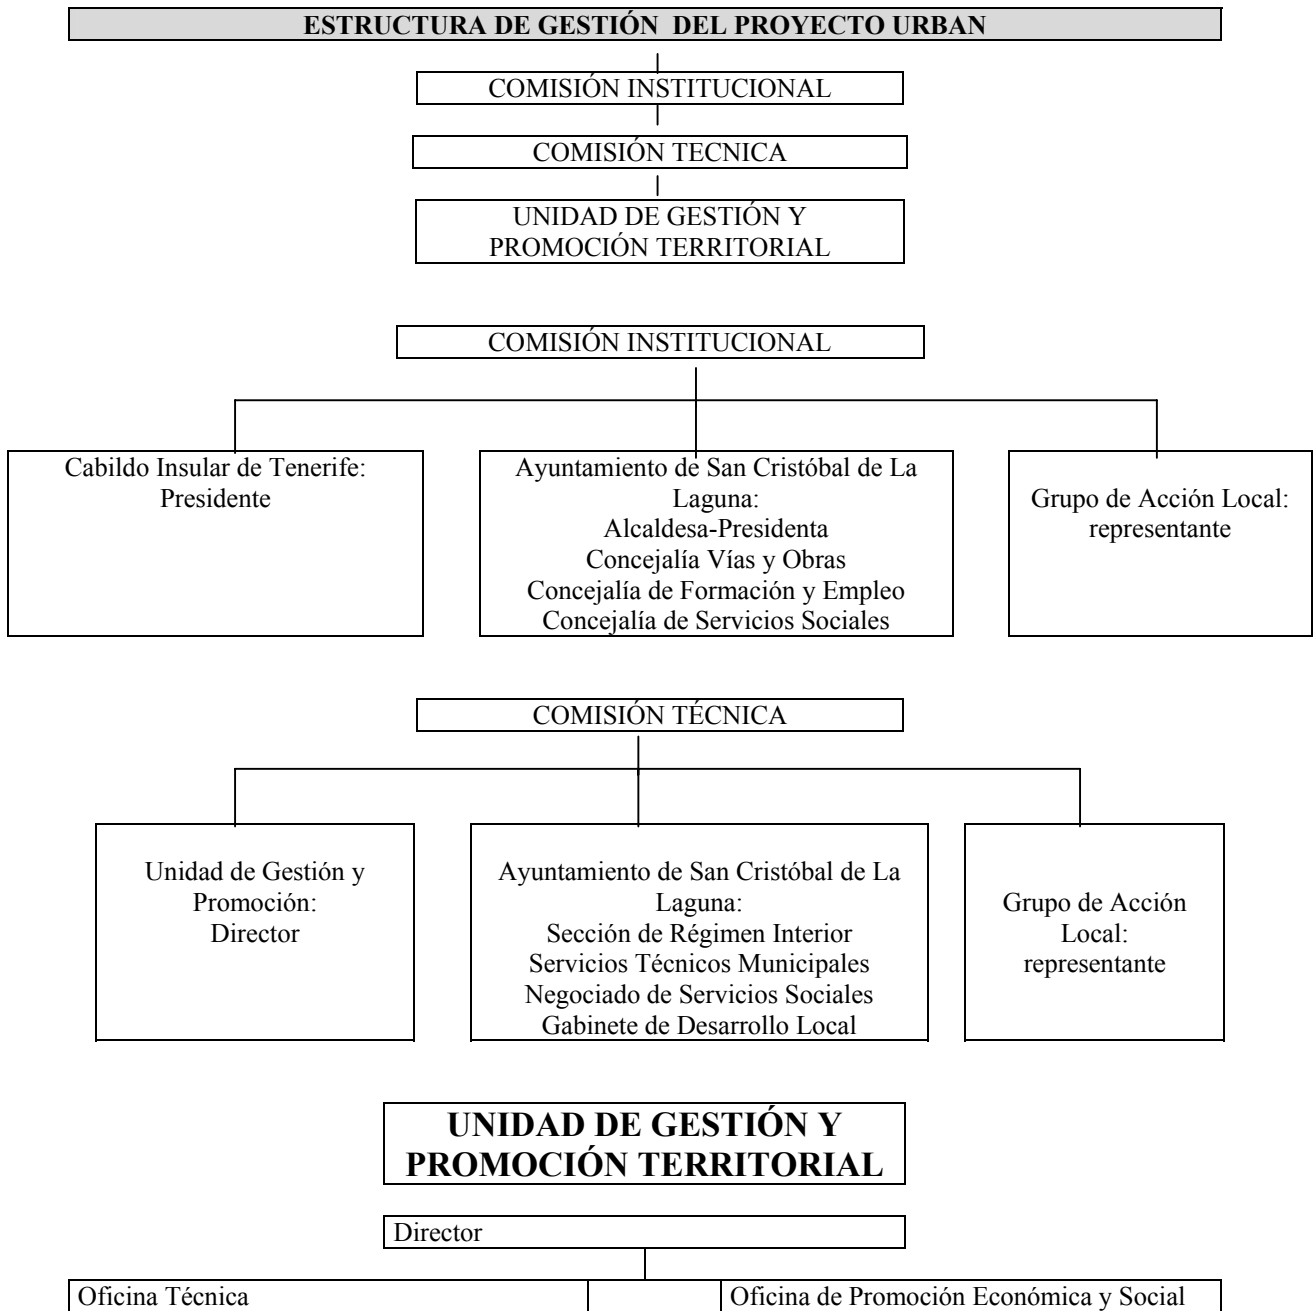 ESTRUCTURA DE GESTIÓN DEL PROYECTO URBAN
COMISIÓN INSTITUCIONAL
COMISIÓN TECNICA
UNIDAD DE GESTIÓN Y
PROMOCIÓN TERRITORIAL
COMISIÓN INSTITUCIONAL
Cabildo Insular de Tenerife:
Presidente
Ayuntamiento de San Cristóbal de La
Laguna:
Alcaldesa-Presidenta
Concejalía Vías y Obras
Concejalía de Formación y Empleo
Concejalía de Servicios Sociales
Grupo de Acción Local:
representante
COMISIÓN TÉCNICA
Unidad de Gestión y
Promoción:
Director
Ayuntamiento de San Cristóbal de La
Laguna:
Sección de Régimen Interior
Servicios Técnicos Municipales
Negociado de Servicios Sociales
Gabinete de Desarrollo Local
Grupo de Acción
Local:
representante
UNIDAD DE GESTIÓN Y
PROMOCIÓN TERRITORIAL
Director
Oficina Técnica
Oficina de Promoción Económica y Social